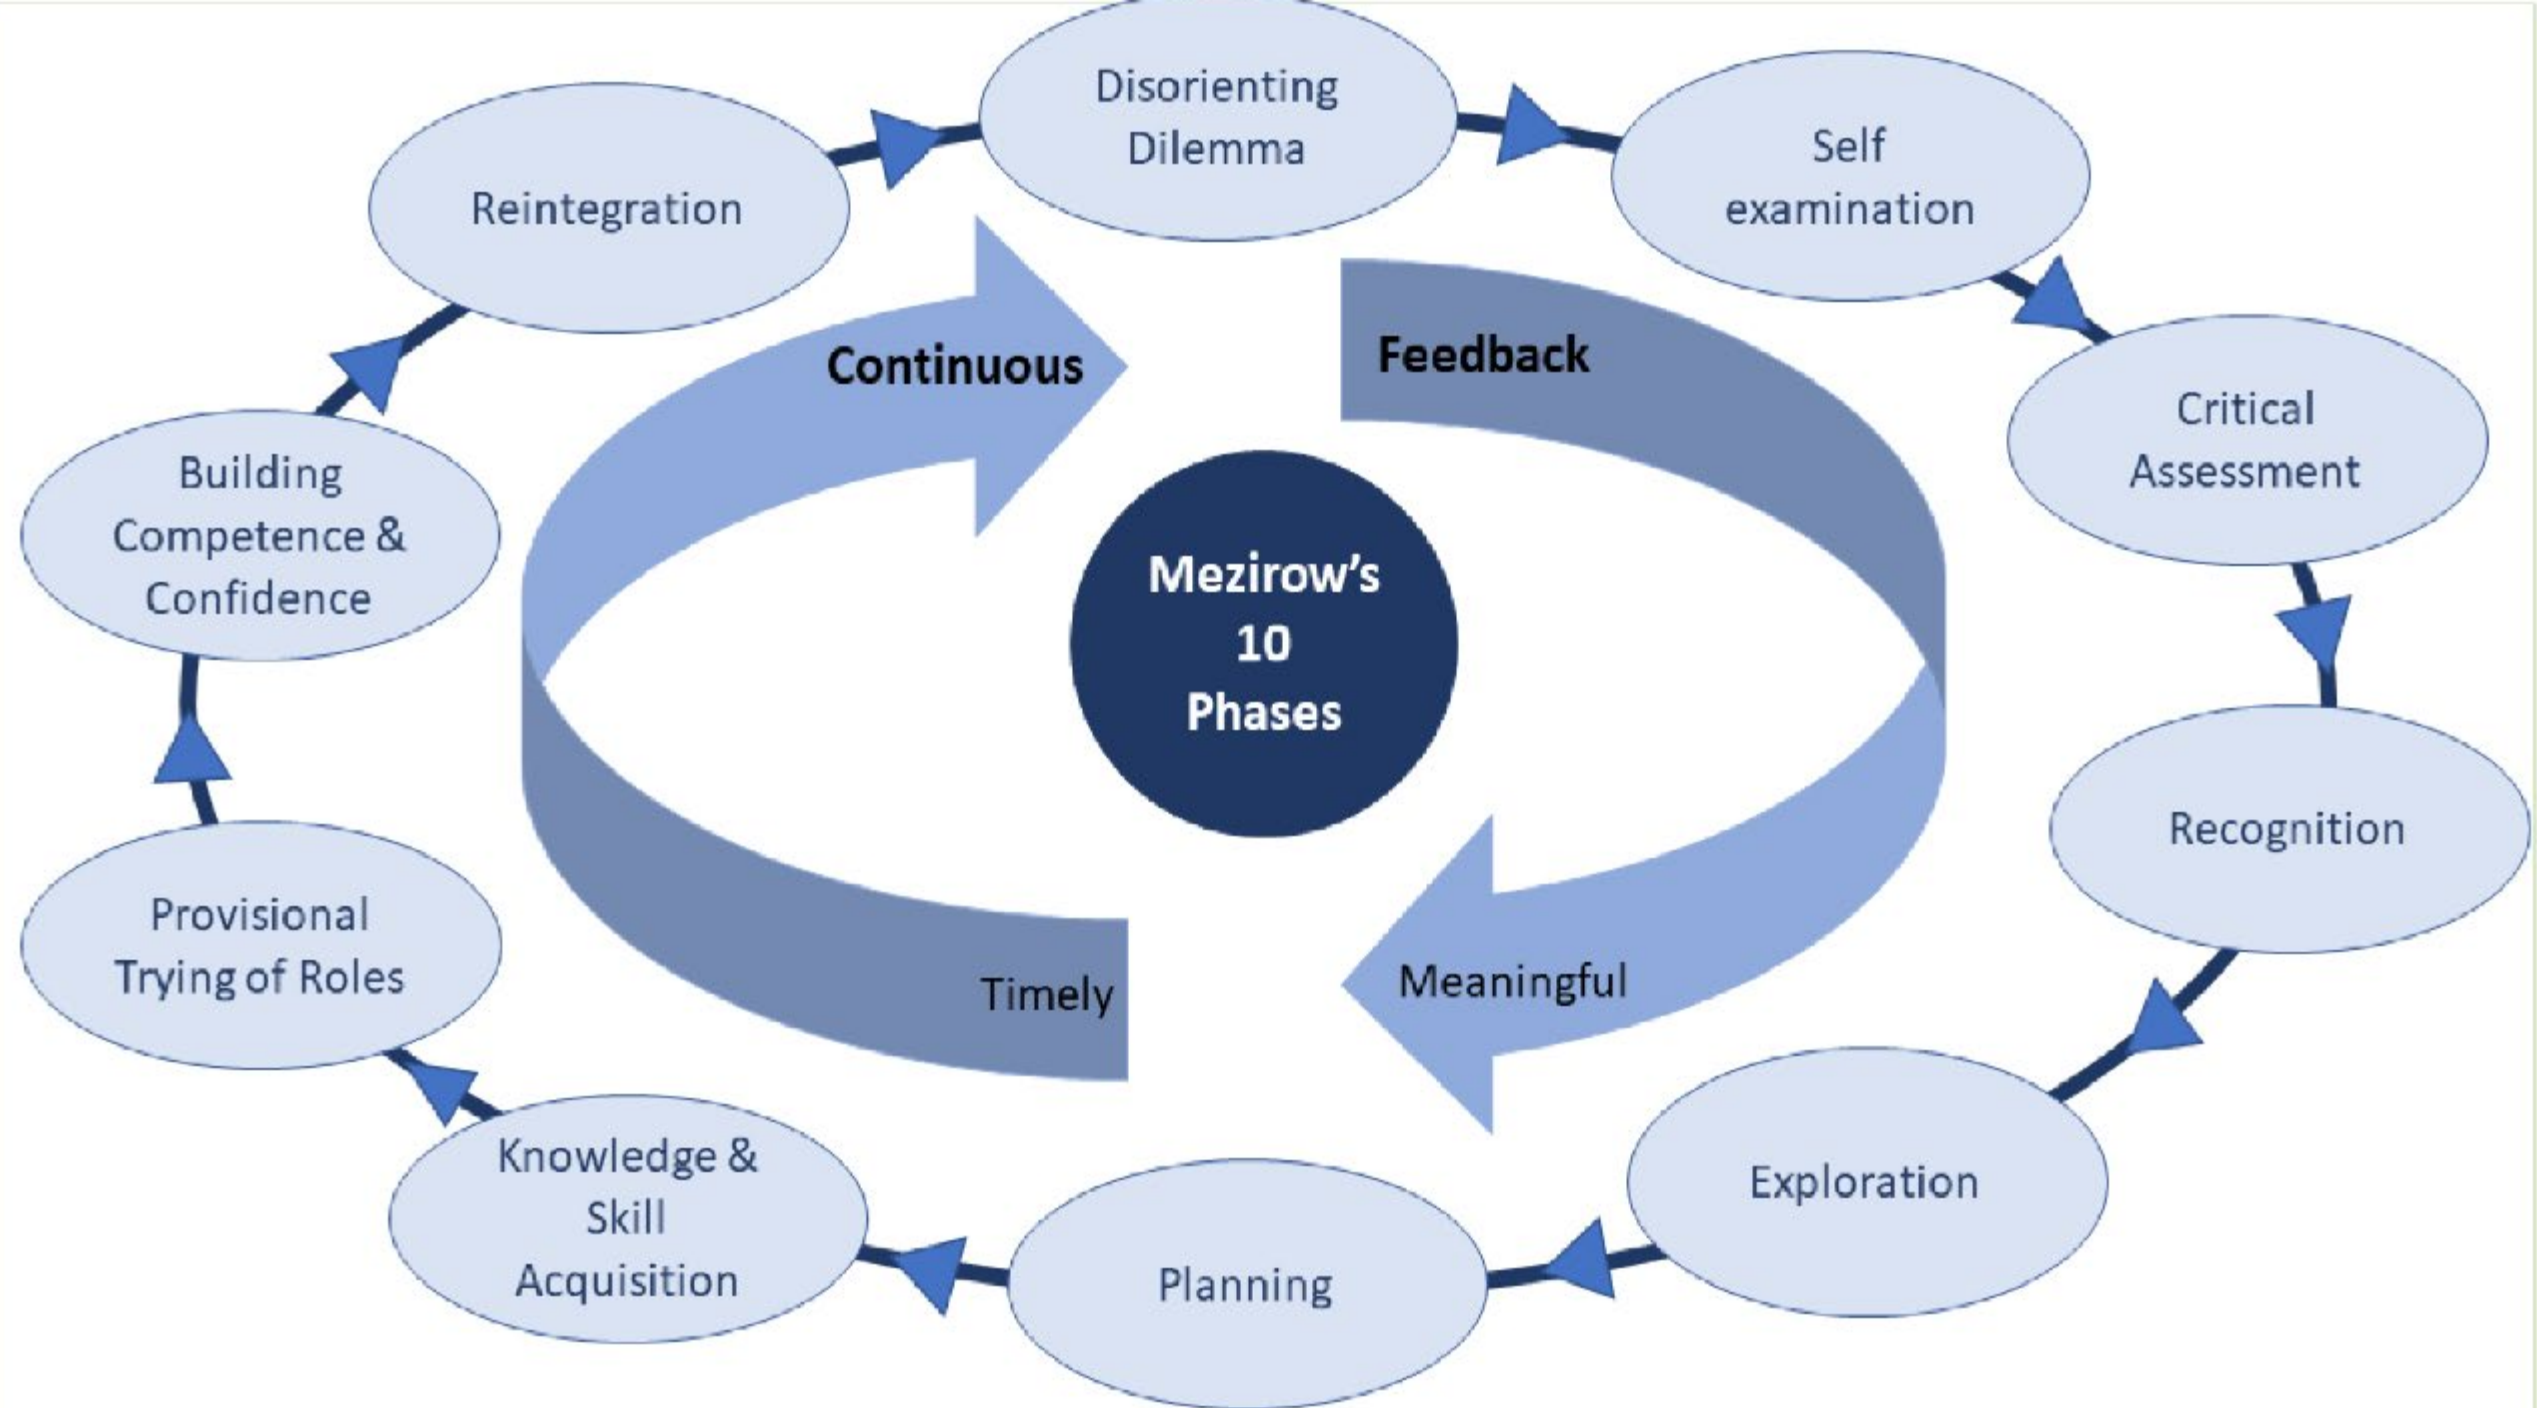 Disorienting
Dilemma
Self
examination
Critical
Assessment
Recognition
Exploration
Planning
Knowledge &
Skill
Acquisition
Provisional
Trying of Roles
Building
Competence &
Confidence
Reintegration
Continuous
Feedback
Meaningful
Timely
Mezirow’s
10
Phases